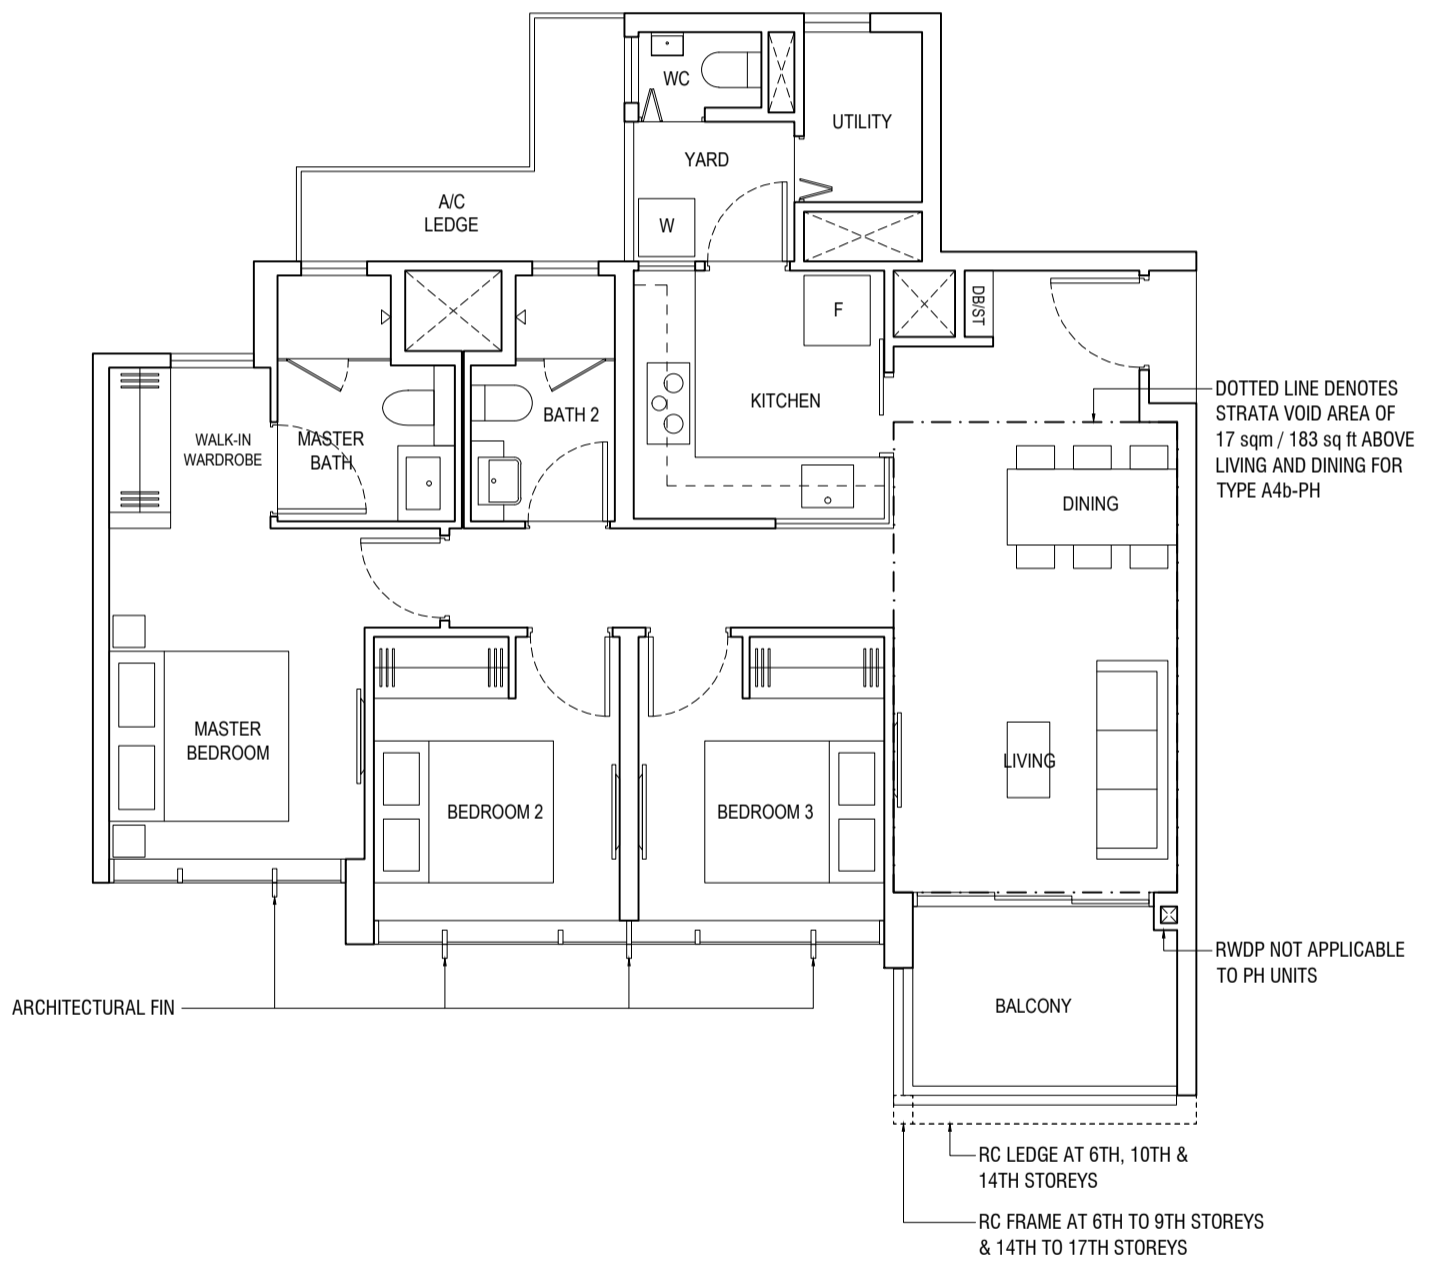 WC
UTILITY
YARD
A/C
LEDGE
W
F
DB/ST
DOTTED LINE DENOTES
STRATA VOID AREA OF
17 sqm / 183 sq ft ABOVE
LIVING AND DINING FOR
TYPE A4b-PH
KITCHEN
BATH 2
WALK-IN
WARDROBE
MASTER
BATH
DINING
MASTER
BEDROOM
LIVING
BEDROOM 2
BEDROOM 3
RWDP NOT APPLICABLE
TO PH UNITS
ARCHITECTURAL FIN
BALCONY
RC LEDGE AT 6TH, 10TH &
14TH STOREYS
RC FRAME AT 6TH TO 9TH STOREYS
& 14TH TO 17TH STOREYS